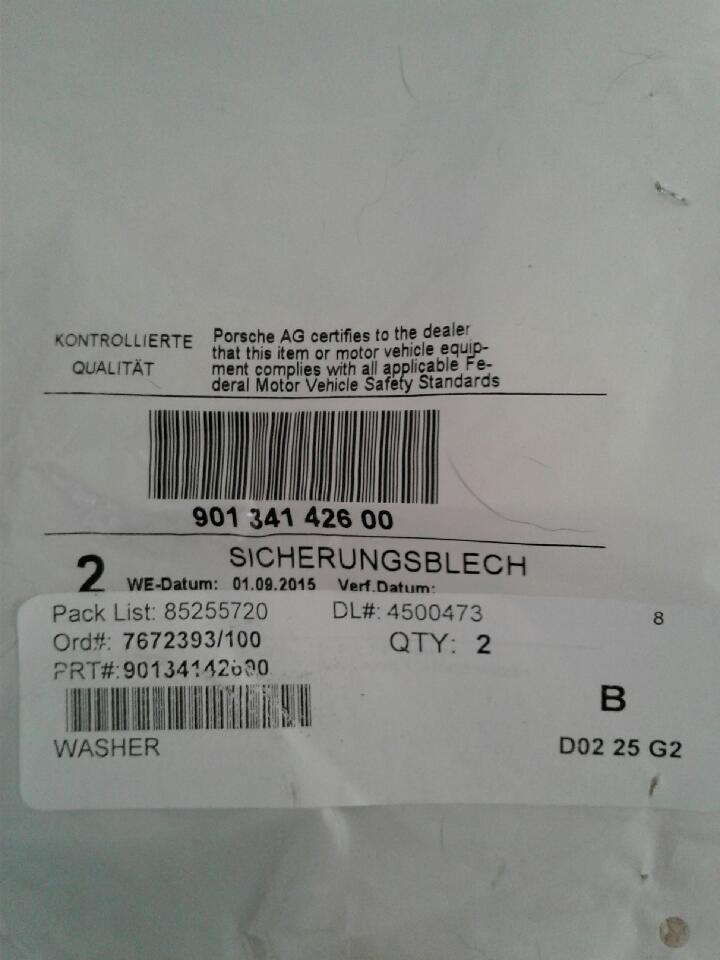 KONTROLLIERTE
QUALITÄT
Porsche AG certifies to the dealer
that this item or motor vehicle equip-
ment complies with all applicable Fe-
deral Motor Vehicle Safety Standards
901 341 426 00
2 SICHERUNGSBLECH
WE-Datum: 01.09.2015 Verf.Datum:
Pack List: 85255720 DL#: 4500473 8
Ord#: 7672393/100 QTY: 2
PRT#:90134142600
B
WASHER D02 25 G2